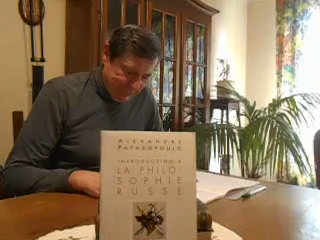 ALEXANDRE
PAPADOPOULO
INTRODUCTION À
LA PHILO
SOPHIE
RUSSE